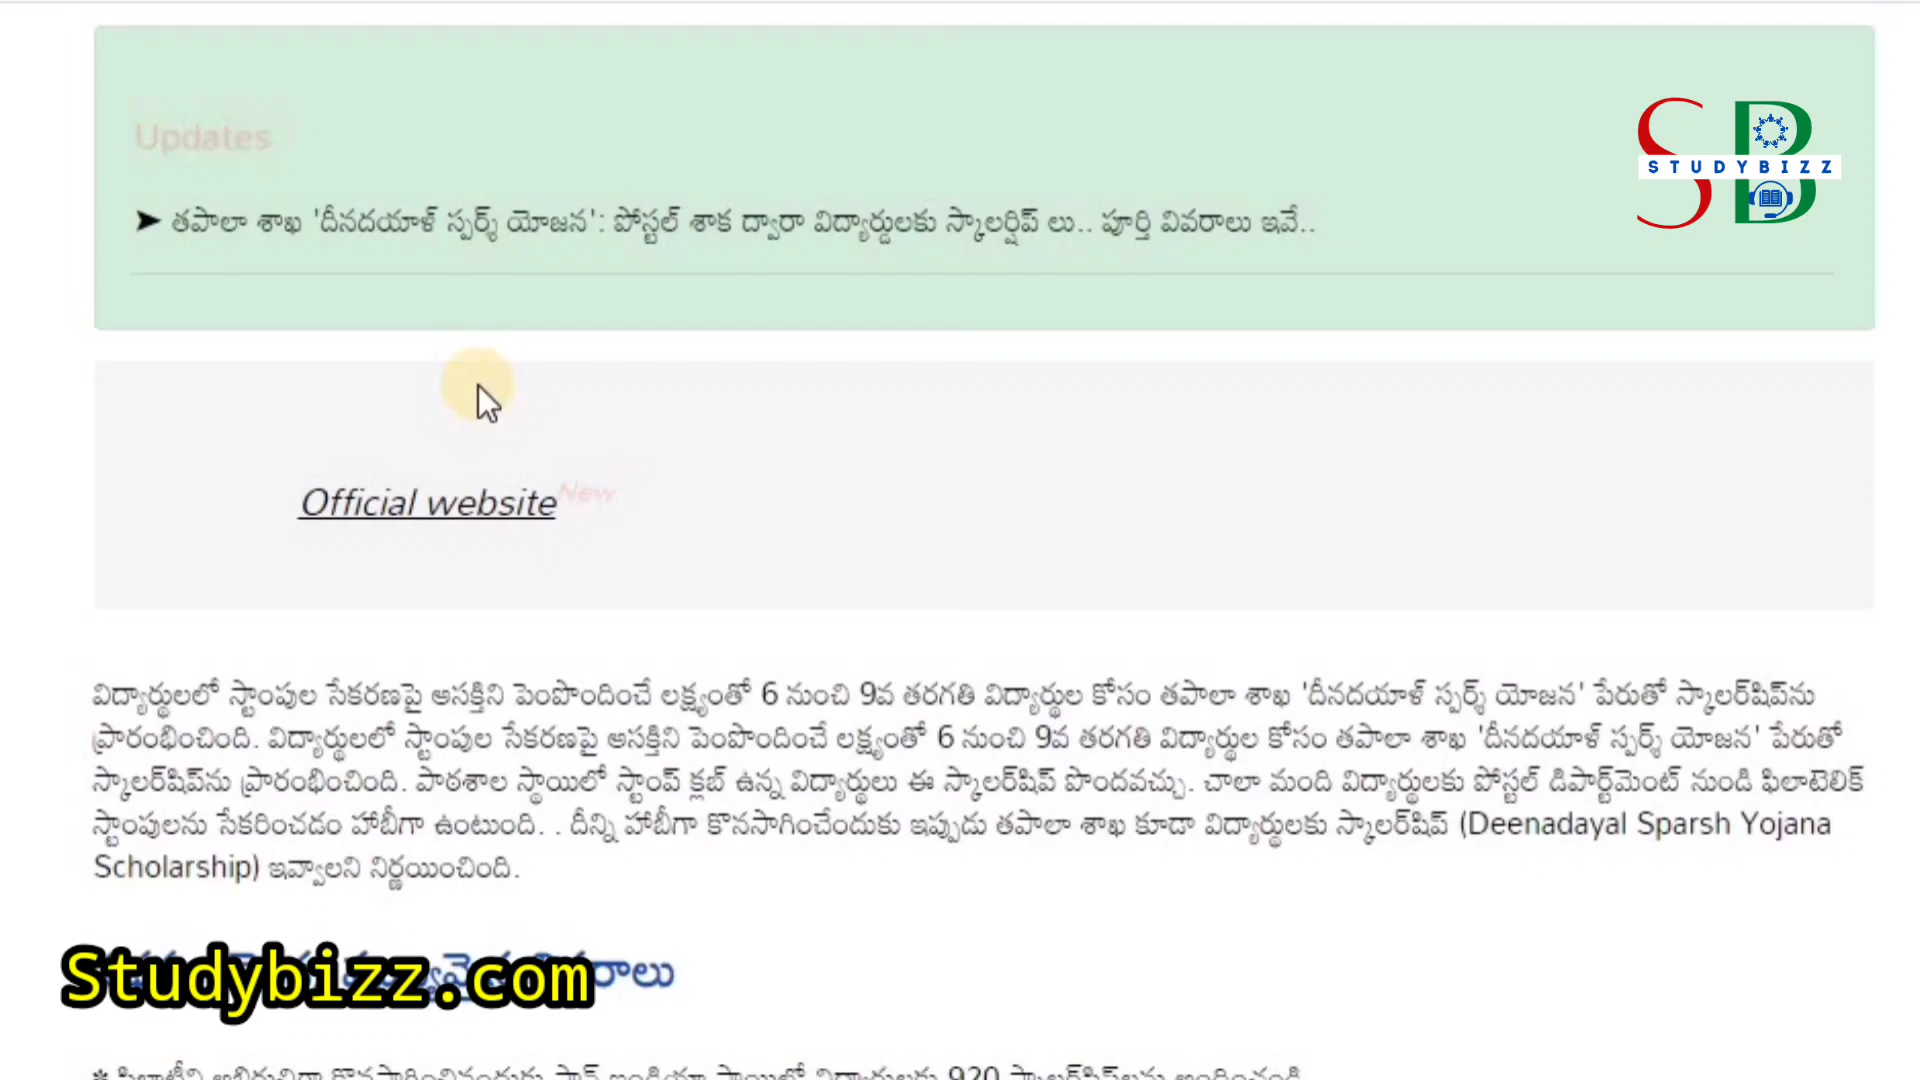 Updates
➤ తపాలా శాఖ 'దీనదయాళ్ స్పర్శ్ యోజన': పోస్టల్ శాక ద్వారా విద్యార్థులకు స్కాలర్షిప్ లు.. పూర్తి వివరాలు ఇవే..
STUDYBIZZ
Official website New
విద్యార్థులలో స్టాంపుల సేకరణపై ఆసక్తిని పెంపొందించే లక్ష్యంతో 6 నుంచి 9వ తరగతి విద్యార్థుల కోసం తపాలా శాఖ 'దీనదయాళ్ స్పర్శ్ యోజన' పేరుతో స్కాలర్‌షిప్‌ను
ప్రారంభించింది. విద్యార్థులలో స్టాంపుల సేకరణపై ఆసక్తిని పెంపొందించే లక్ష్యంతో 6 నుంచి 9వ తరగతి విద్యార్థుల కోసం తపాలా శాఖ 'దీనదయాళ్ స్పర్శ్ యోజన' పేరుతో
స్కాలర్‌షిప్‌ను ప్రారంభించింది. పాఠశాల స్థాయిలో స్టాంప్ క్లబ్ ఉన్న విద్యార్థులు ఈ స్కాలర్‌షిప్ పొందవచ్చు. చాలా మంది విద్యార్థులకు పోస్టల్ డిపార్ట్‌మెంట్ నుండి ఫిలాటెలిక్
స్టాంపులను సేకరించడం హాబీగా ఉంటుంది. . దీన్ని హాబీగా కొనసాగించేందుకు ఇప్పుడు తపాలా శాఖ కూడా విద్యార్థులకు స్కాలర్‌షిప్ (Deenadayal Sparsh Yojana
Scholarship) ఇవ్వాలని నిర్ణయించింది.
Studybizz.com